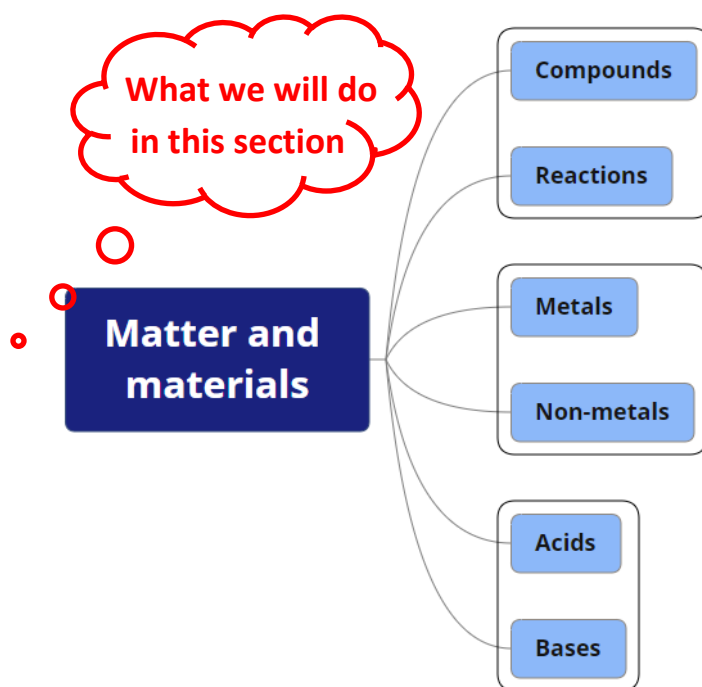 What we will do
in this section
Compounds
Reactions
Matter and
materials
Metals
Non-metals
Acids
Bases